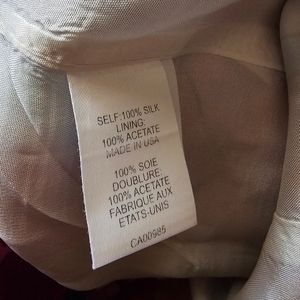 SELF:100% SILK
LINING:
100% ACETATE
MADE IN USA
100% SOIE
DOUBLURE:
100% ACETATE
FABRIQUE AUX
ETATS-UNIS
CA00985